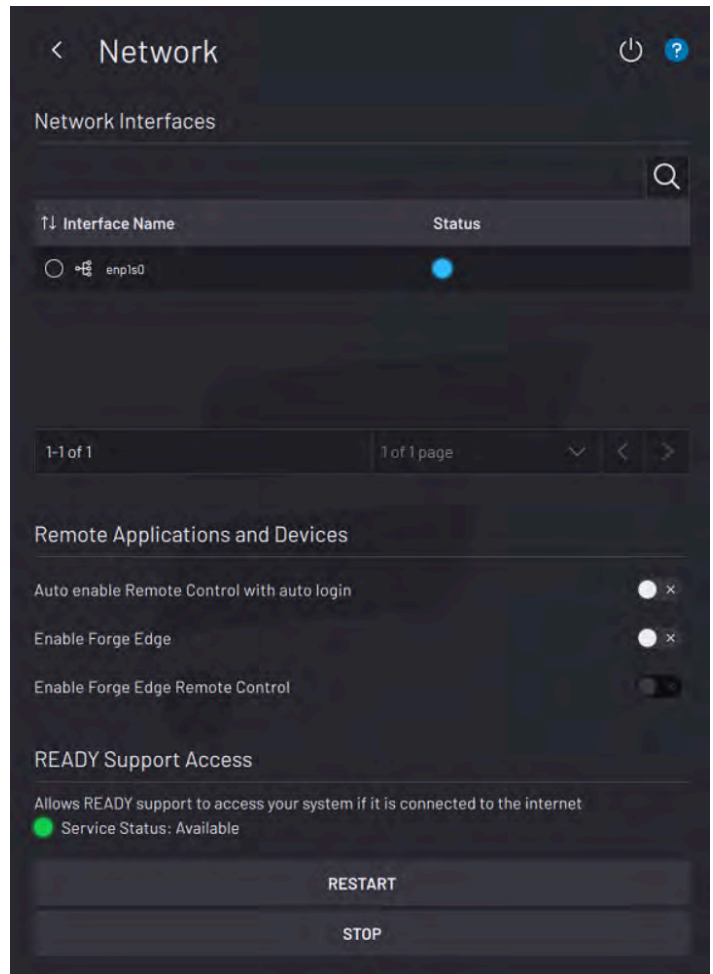 Network
?
Network Interfaces
↑↓ Interface Name Status
enp1s0
1-1 of 1 1 of 1 page
Remote Applications and Devices
Auto enable Remote Control with auto login
Enable Forge Edge
Enable Forge Edge Remote Control
READY Support Access
Allows READY support to access your system if it is connected to the internet
Service Status: Available
RESTART
STOP